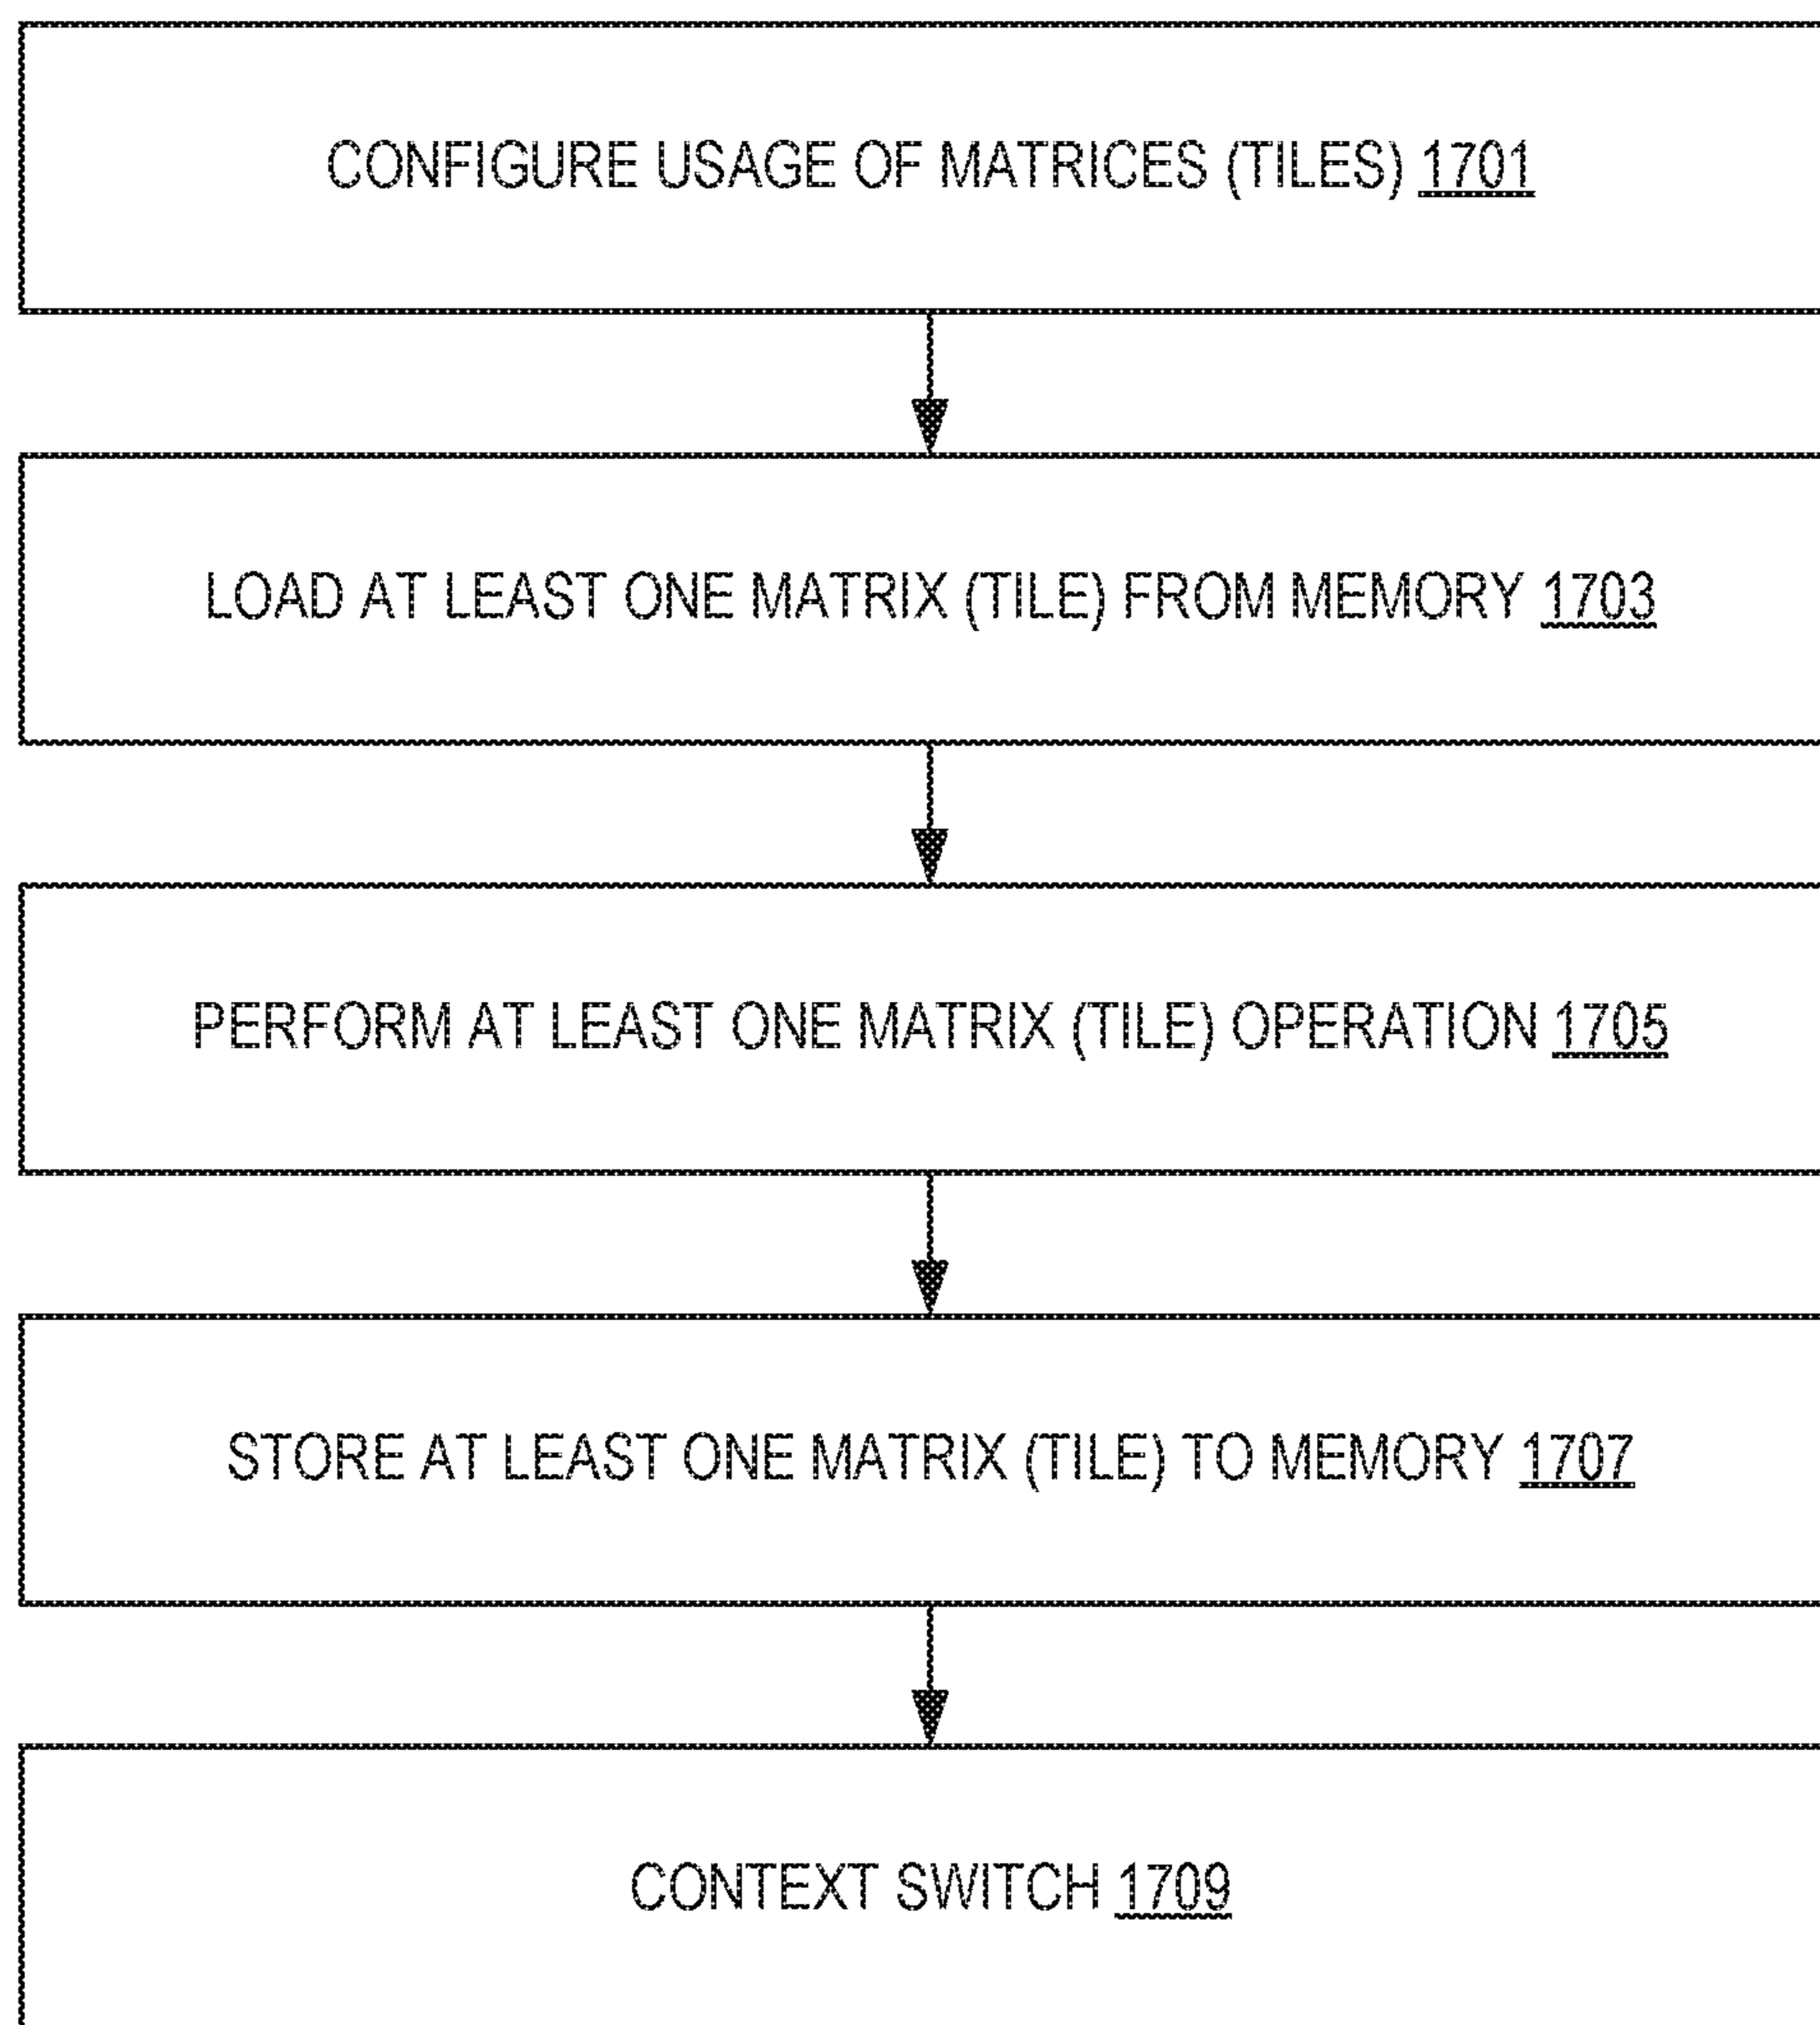 CONFIGURE USAGE OF MATRICES (TILES) 1701
LOAD AT LEAST ONE MATRIX (TILE) FROM MEMORY 1703
PERFORM AT LEAST ONE MATRIX (TILE) OPERATION 1705
STORE AT LEAST ONE MATRIX (TILE) TO MEMORY 1707
CONTEXT SWITCH 1709